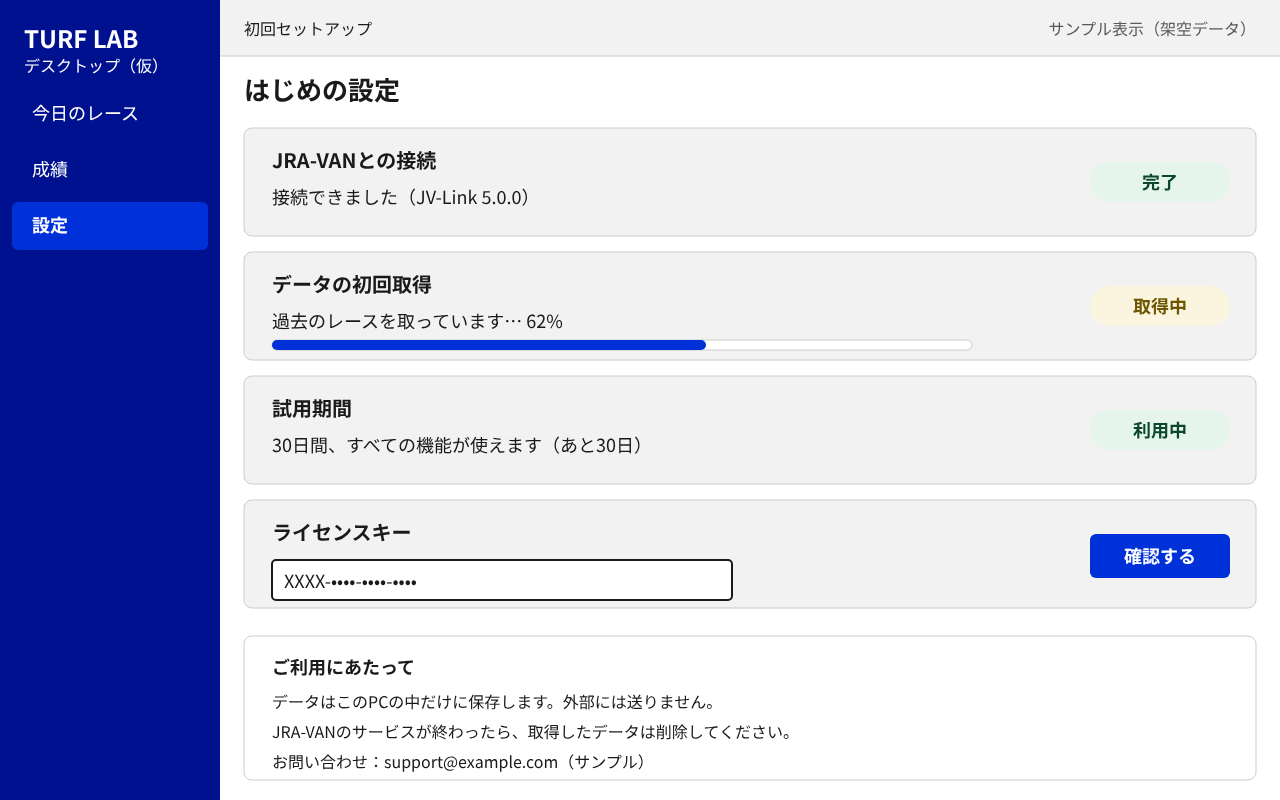 TURF LAB
デスクトップ（仮）
今日のレース
成績
設定
初回セットアップ
サンプル表示（架空データ）
はじめの設定
JRA-VANとの接続
接続できました（JV-Link 5.0.0）
完了
データの初回取得
過去のレースを取っています… 62%
取得中
試用期間
30日間、すべての機能が使えます（あと30日）
利用中
ライセンスキー
XXXX-••••-••••-••••
確認する
ご利用にあたって
データはこのPCの中だけに保存します。外部には送りません。
JRA-VANのサービスが終わったら、取得したデータは削除してください。
お問い合わせ：support@example.com（サンプル）